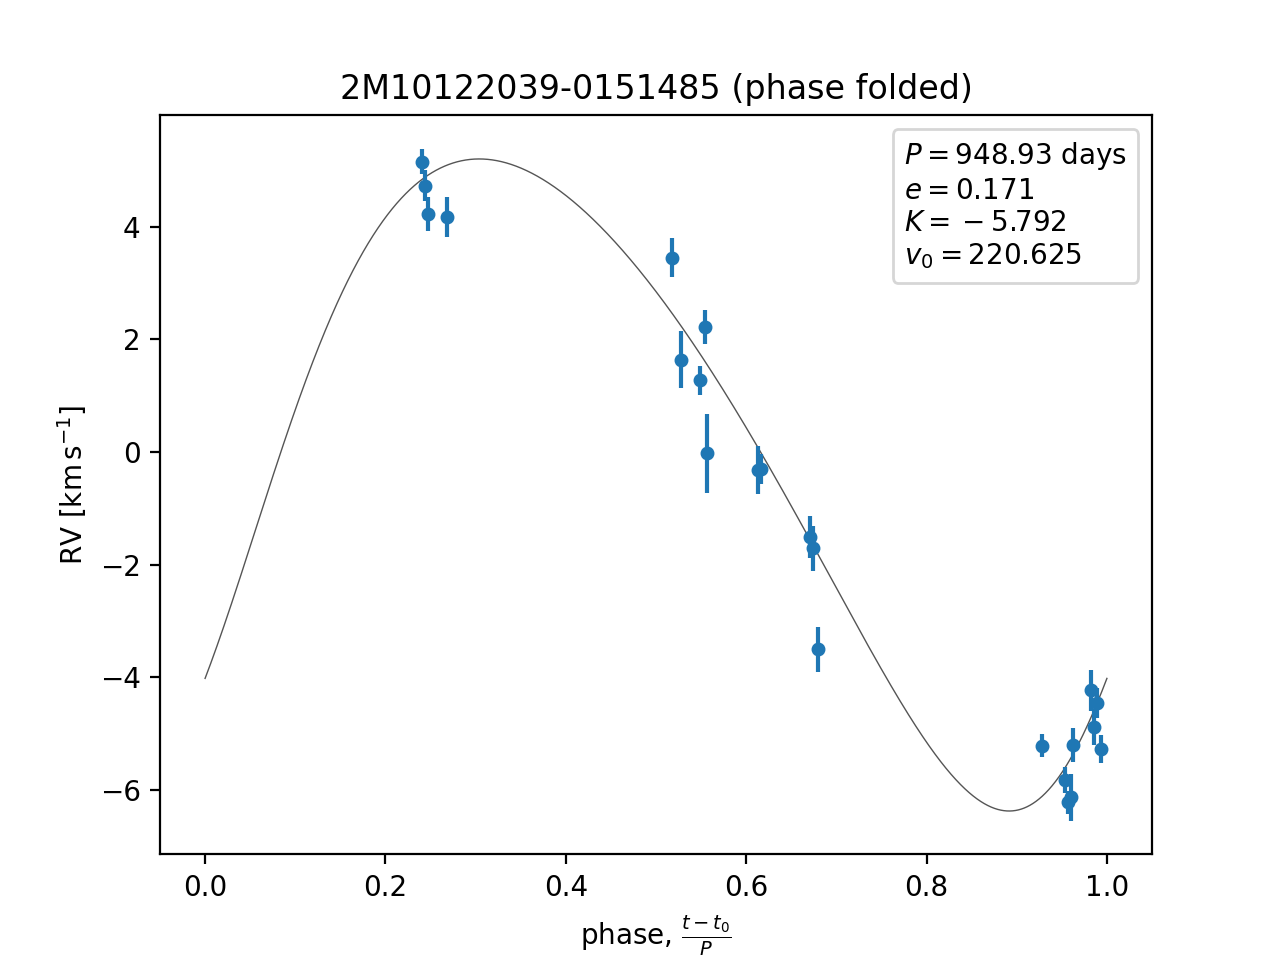 2M10122039-0151485 (phase folded)
P = 948.93 days
e = 0.171
K = −5.792
v₀ = 220.625
RV [km s⁻¹]
4
2
0
−2
−4
−6
0.0 0.2 0.4 0.6 0.8 1.0
phase, (t − t₀)/P